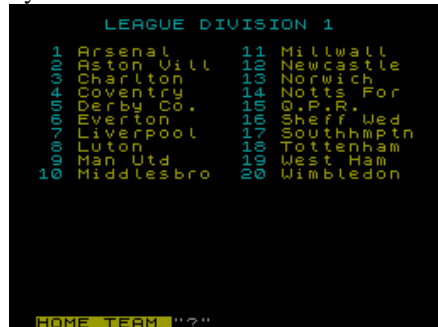 LEAGUE DIVISION 1
1 Arsenal 11 Millwall
2 Aston Vill 12 Newcastle
3 Charlton 13 Norwich
4 Coventry 14 Notts For
5 Derby Co. 15 Q.P.R.
6 Everton 16 Sheff Wed
7 Liverpool 17 Southhmptn
8 Luton 18 Tottenham
9 Man Utd 19 West Ham
10 Middlesbro 20 Wimbledon
HOME TEAM "?"